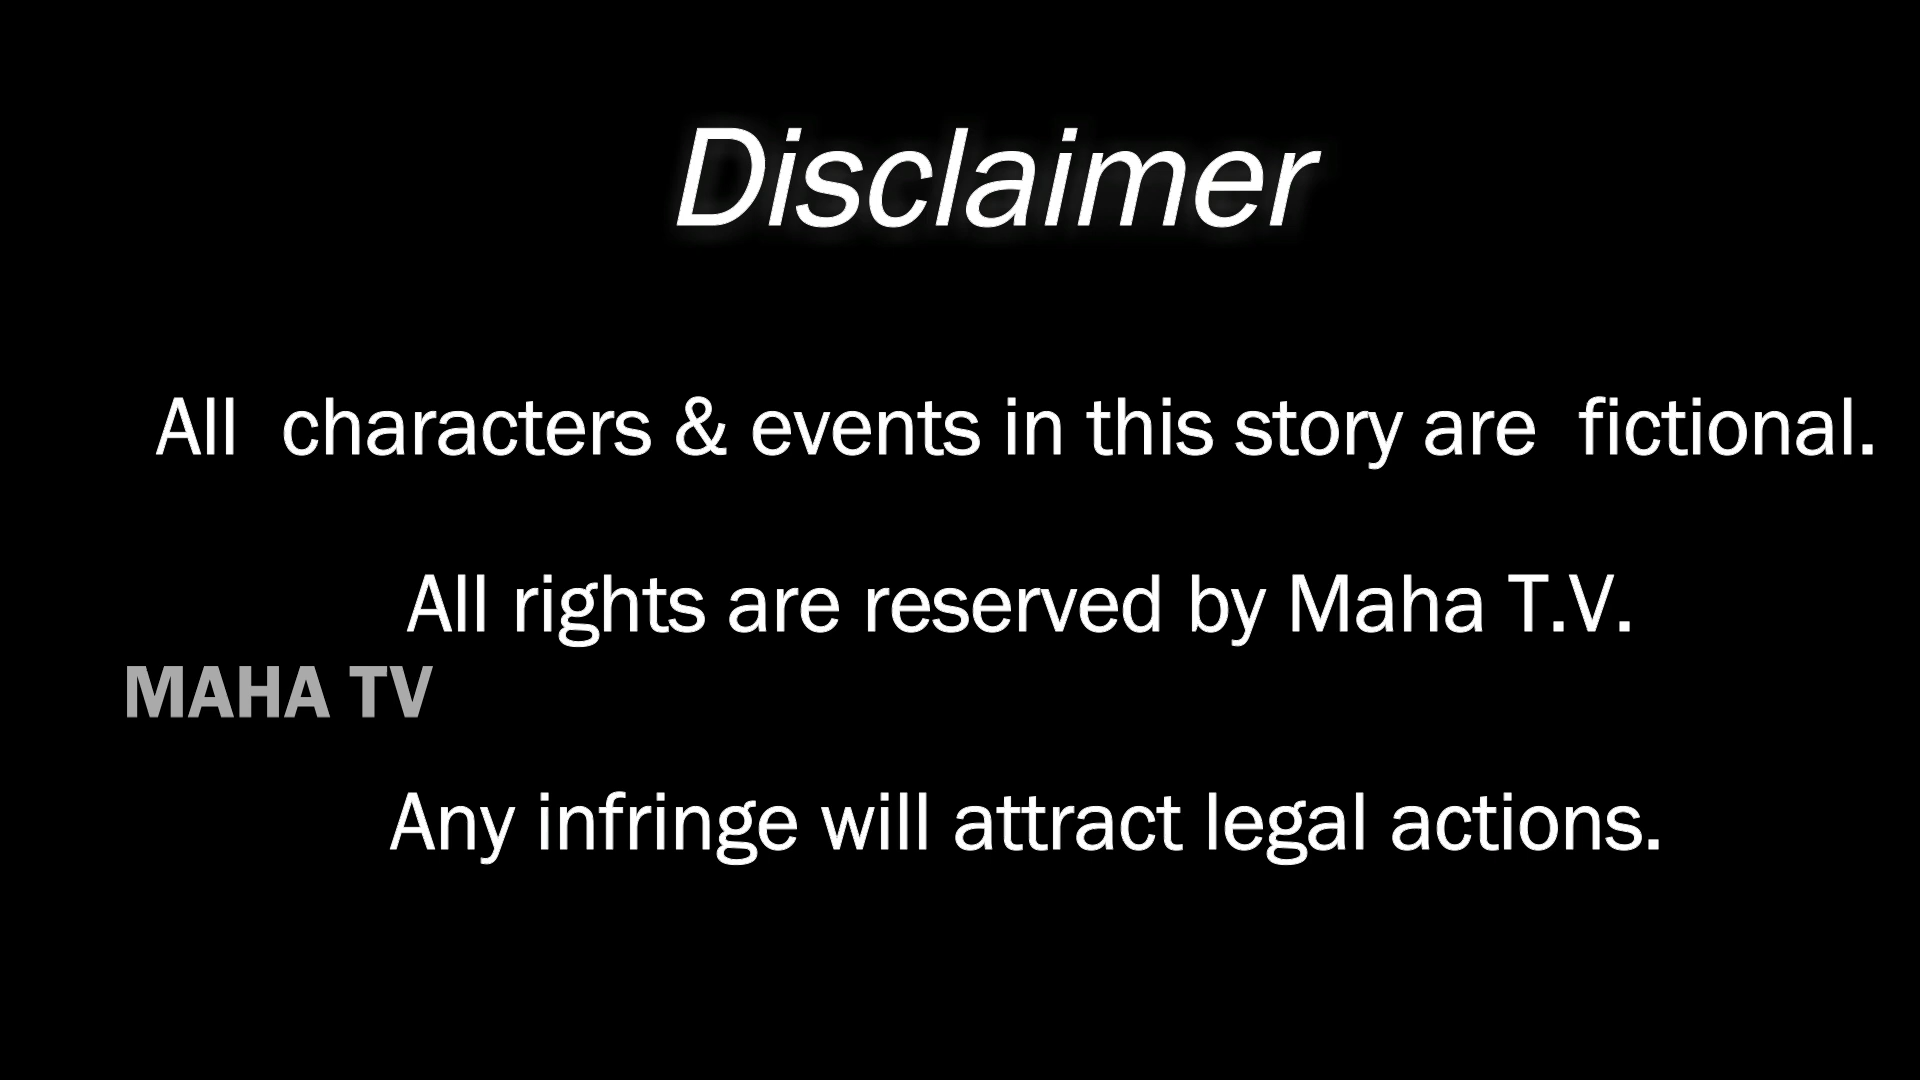 Disclaimer
All characters & events in this story are fictional.
All rights are reserved by Maha T.V.
MAHA TV
Any infringe will attract legal actions.